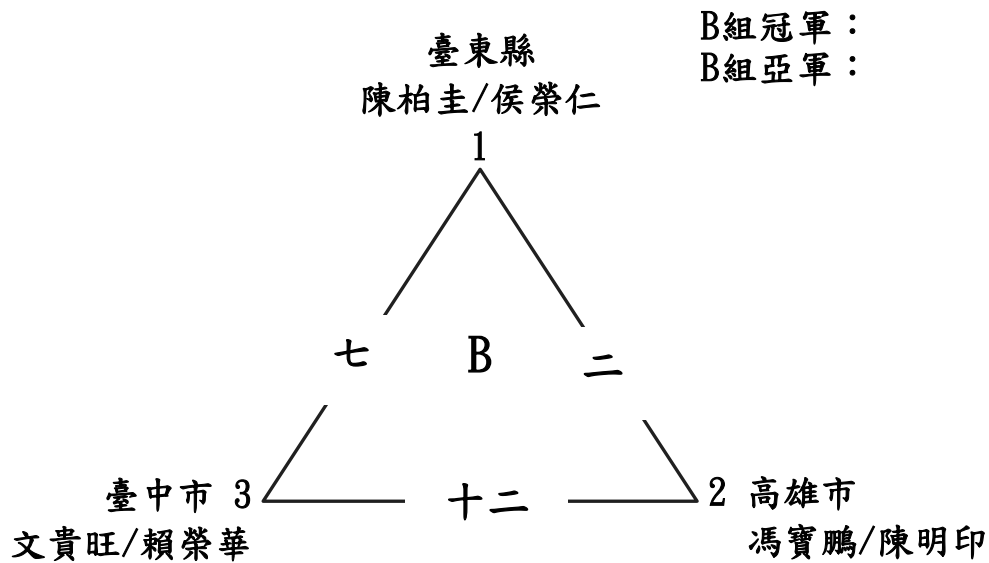 B組冠軍：
B組亞軍：
臺東縣
陳柏圭/侯榮仁
1
七
B
二
臺中市 3
十二
2 高雄市
文貴旺/賴榮華
馮寶鵬/陳明印